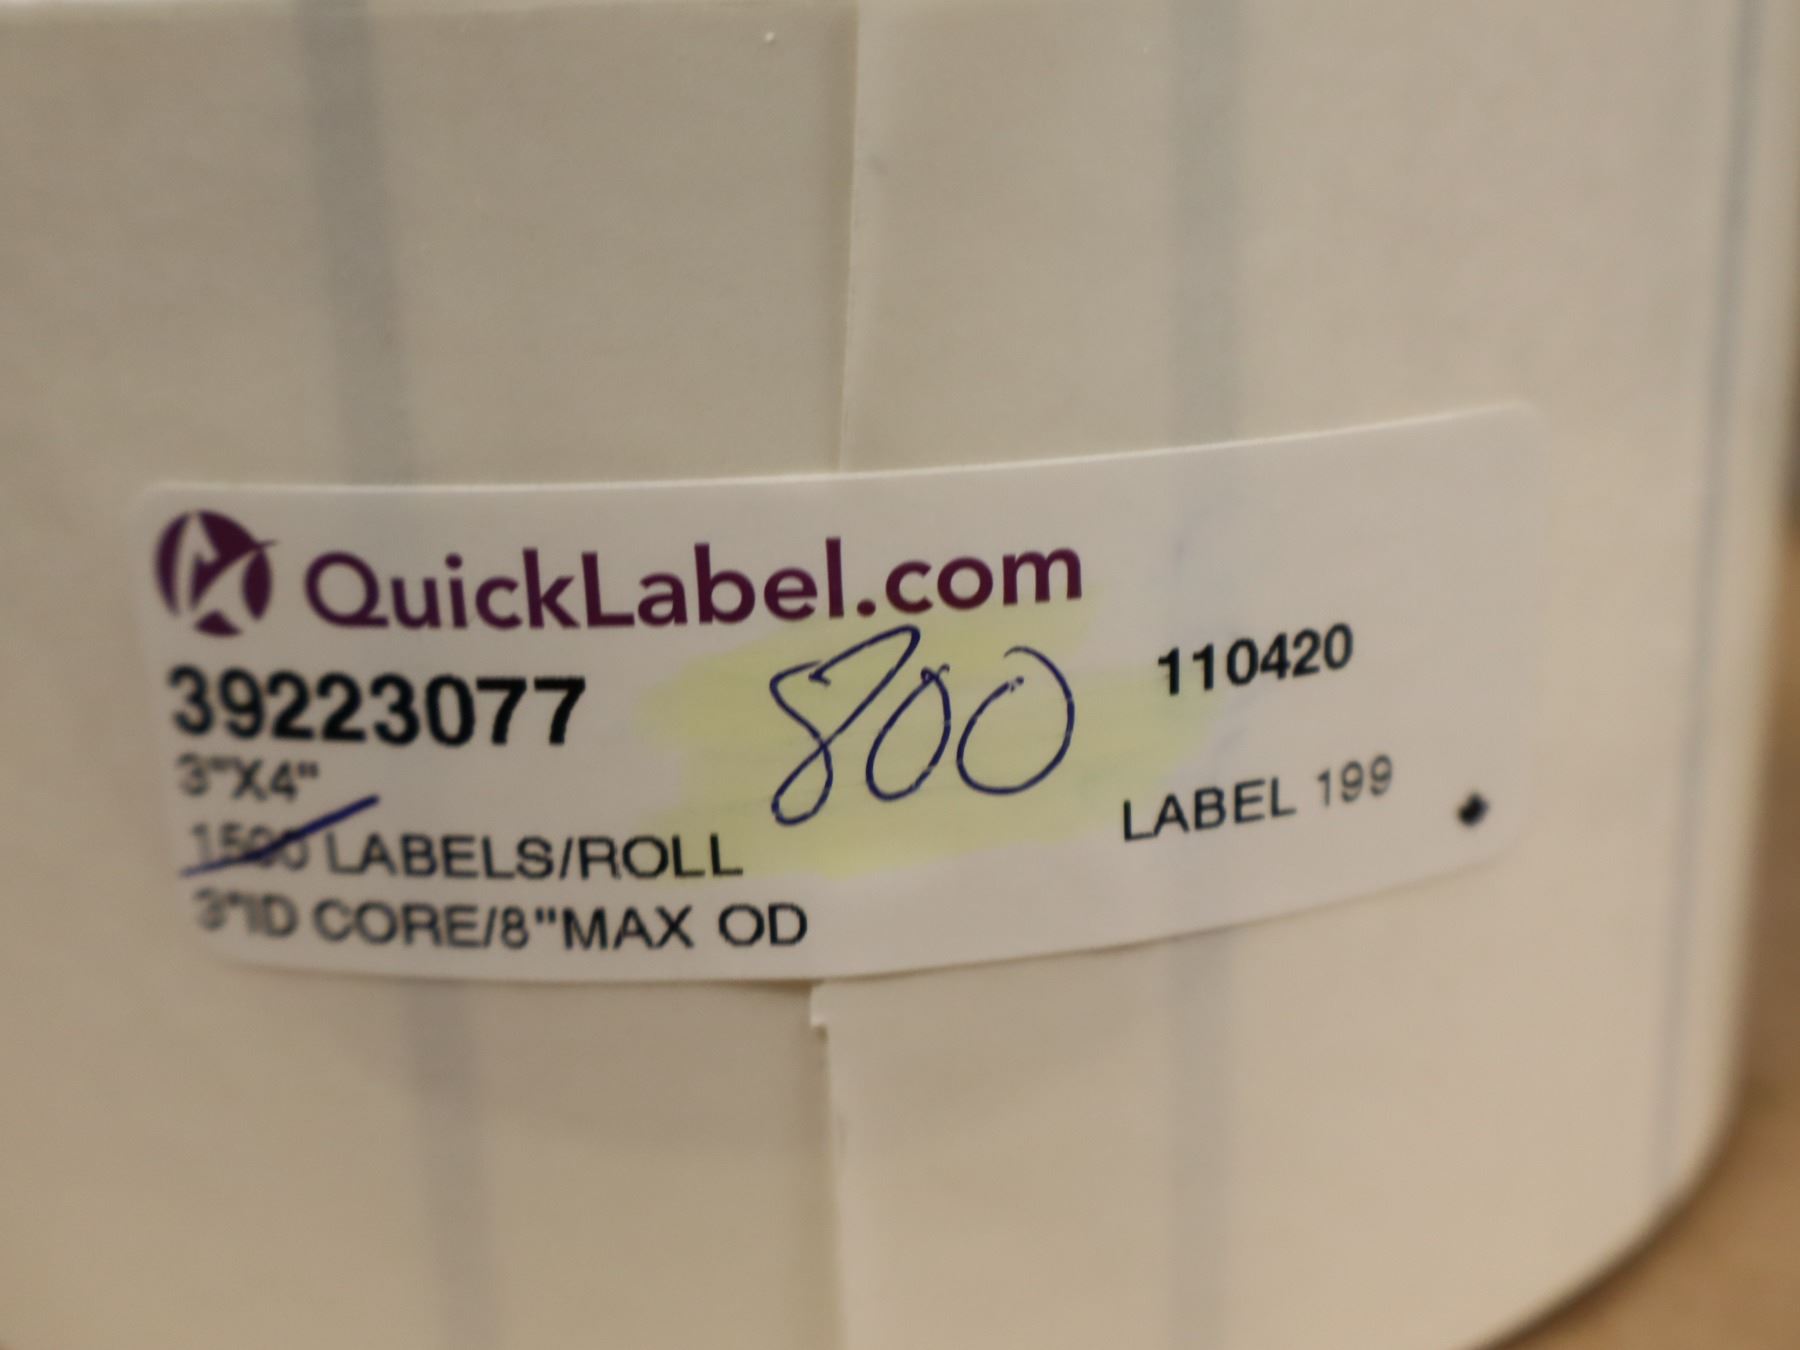 QuickLabel.com
39223077 800 110420
3"X4"
1500 LABELS/ROLL LABEL 199
3"ID CORE/8"MAX OD